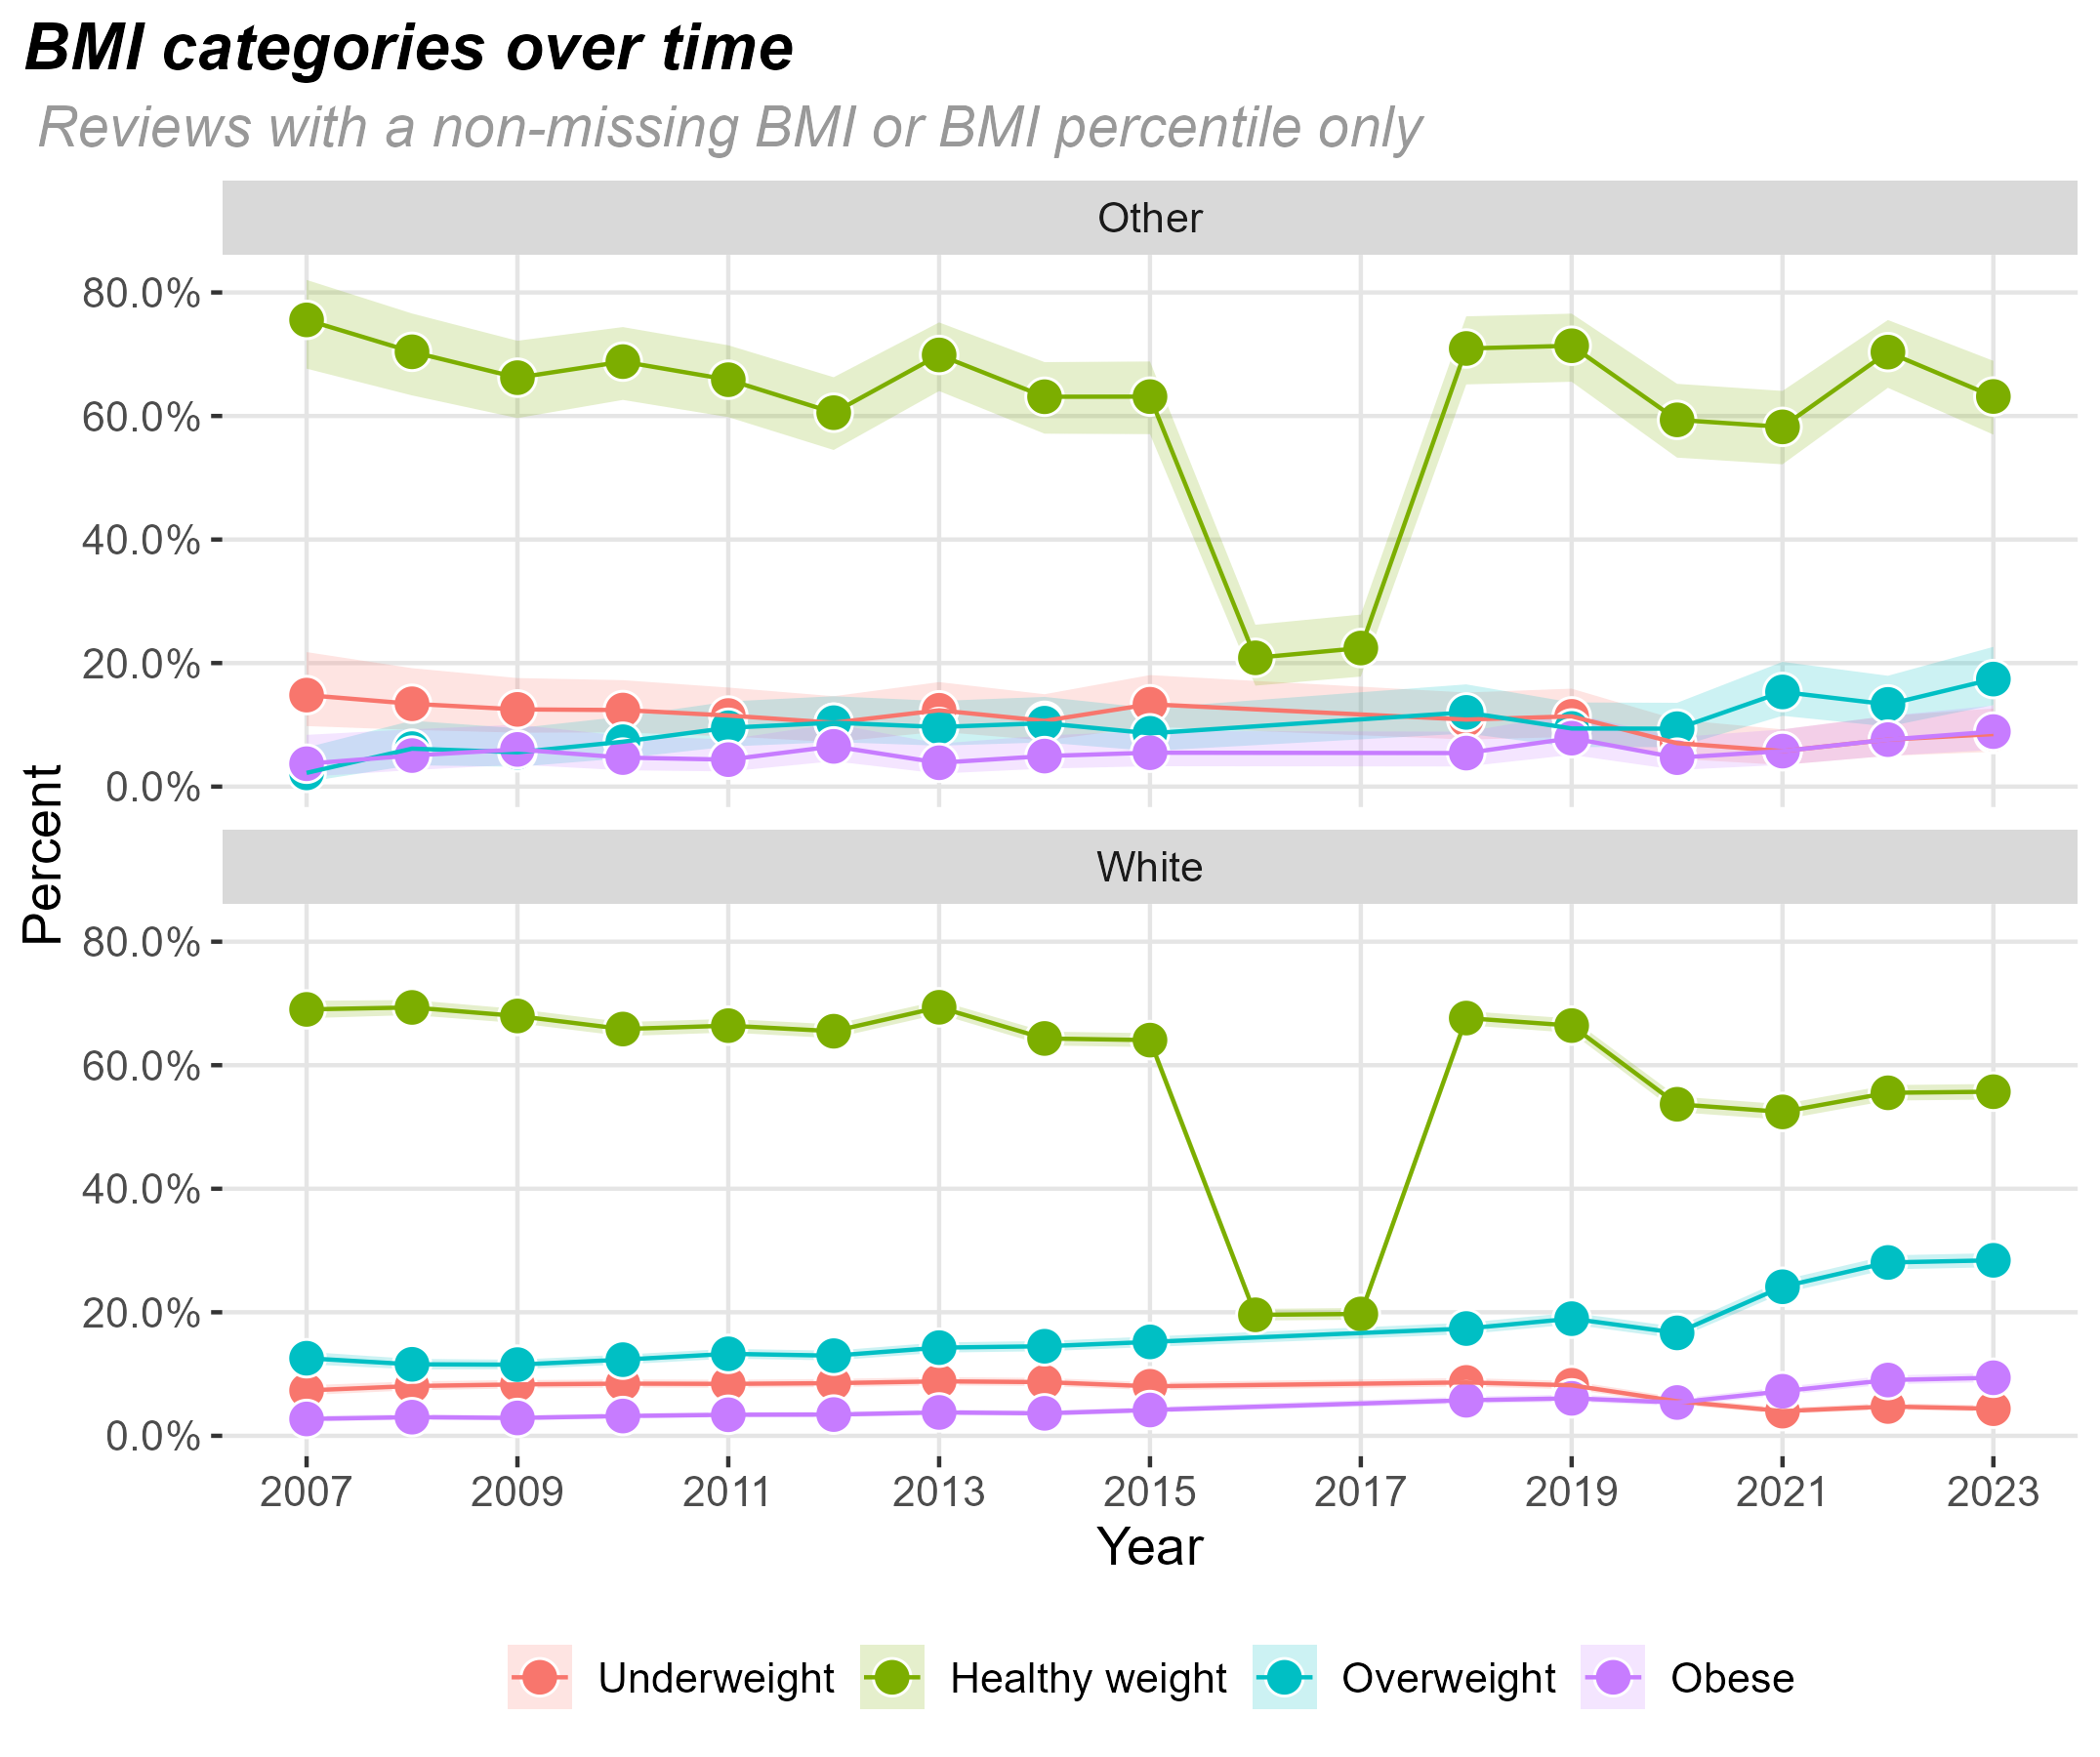 BMI categories over time
Reviews with a non-missing BMI or BMI percentile only
Other
80.0%
60.0%
40.0%
20.0%
0.0%
Percent
White
80.0%
60.0%
40.0%
20.0%
0.0%
2007 2009 2011 2013 2015 2017 2019 2021 2023
Year
Underweight Healthy weight Overweight Obese